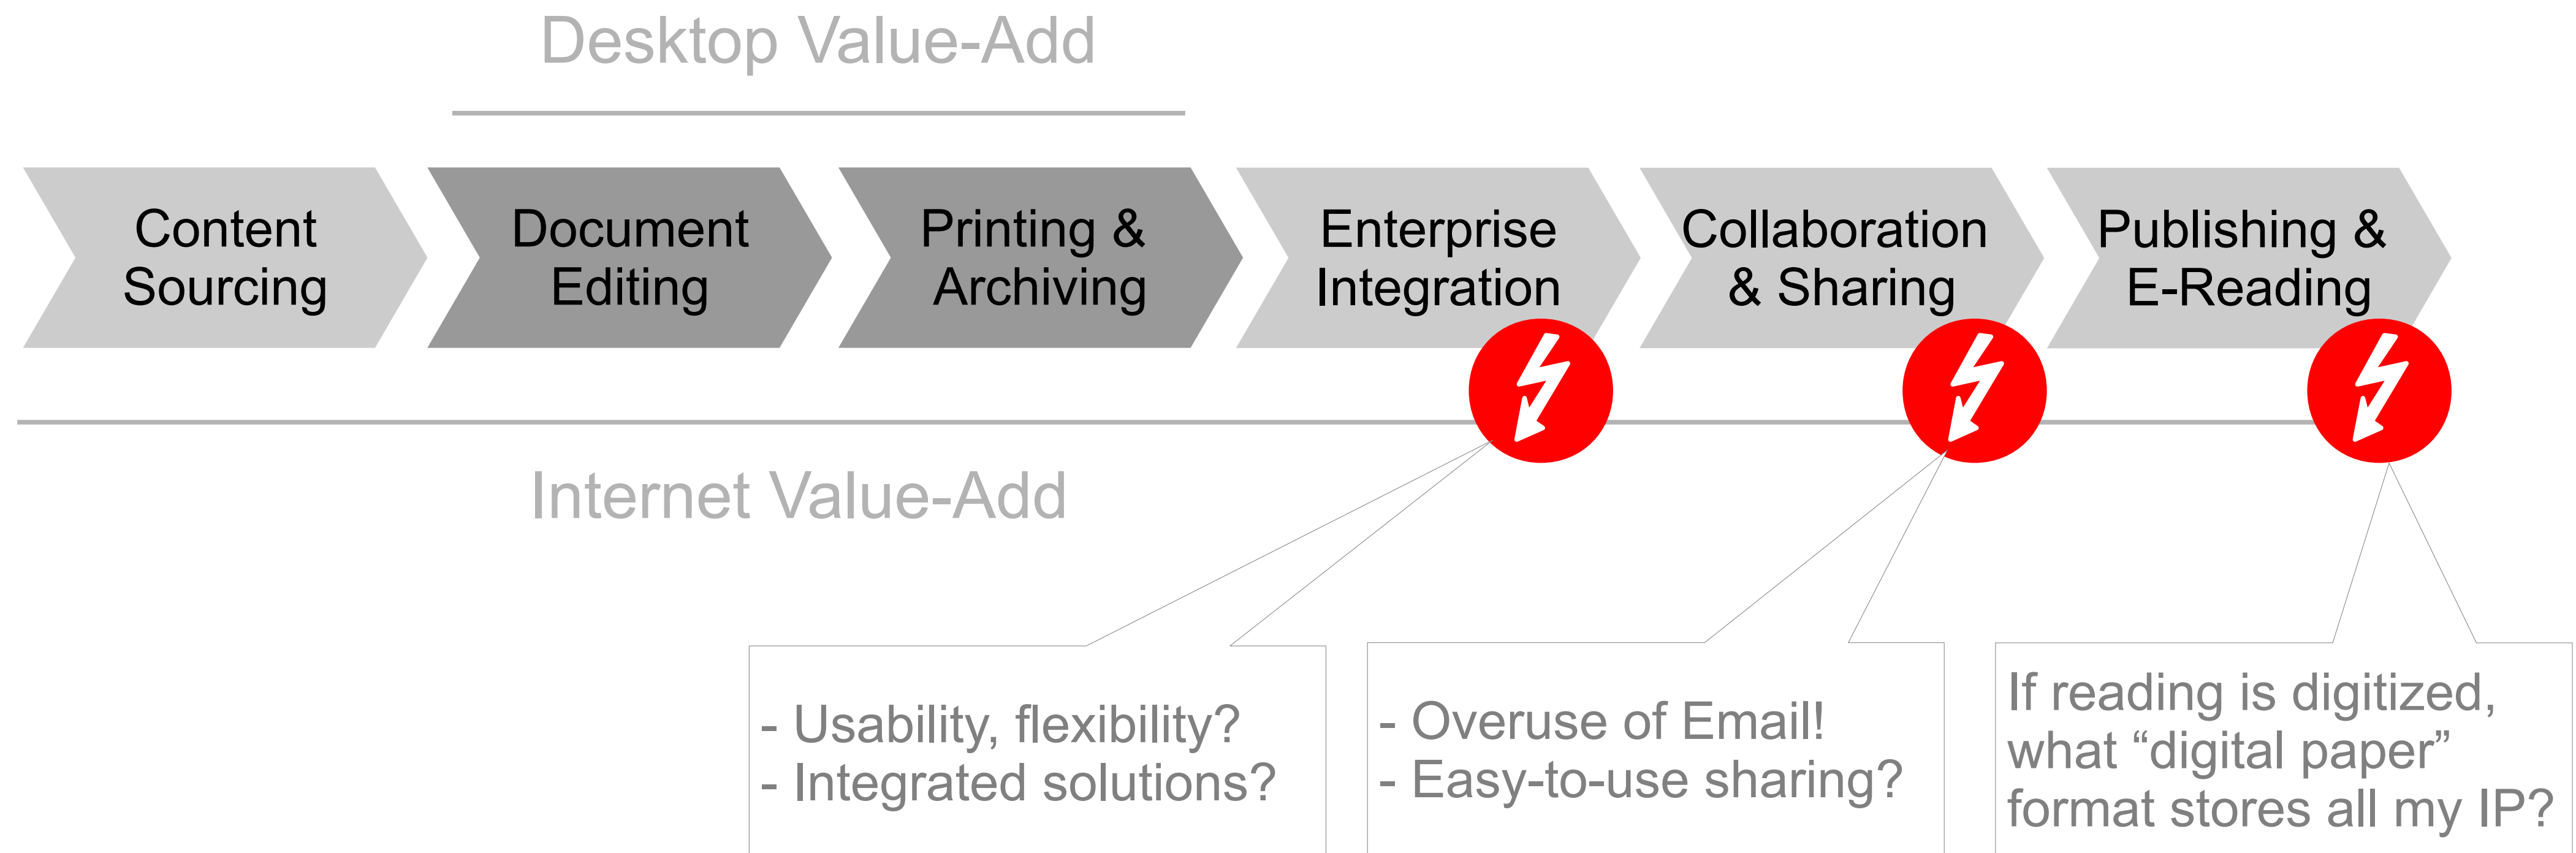 Desktop Value-Add
Content
Sourcing
Document
Editing
Printing &
Archiving
Enterprise
Integration
Collaboration
& Sharing
Publishing &
E-Reading
Internet Value-Add
- Usability, flexibility?
- Integrated solutions?
- Overuse of Email!
- Easy-to-use sharing?
If reading is digitized,
what “digital paper”
format stores all my IP?